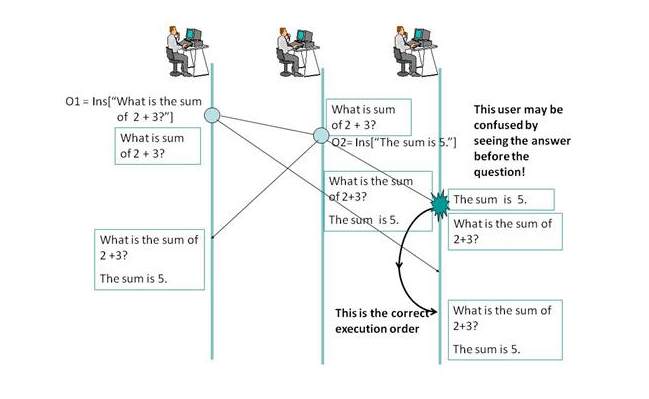 O1 = Ins["What is the sum
of 2 + 3?"]
What is sum
of 2 + 3?
What is the sum of
2 +3?
The sum is 5.
What is sum
of 2 + 3?
O2= Ins["The sum is 5."]
What is the sum
of 2+3?
The sum is 5.
This user may be
confused by
seeing the answer
before the
question!
The sum is 5.
What is the sum of
2+3?
This is the correct
execution order
What is the sum of
2+3?
The sum is 5.